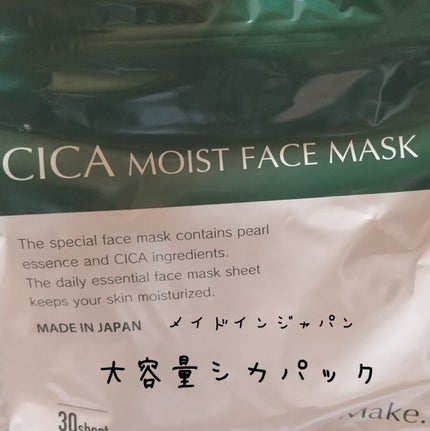 CICA MOIST FACE MASK
The special face mask contains pearl
essence and CICA ingredients.
The daily essential face mask sheet
keeps your skin moisturized.
MADE IN JAPAN メイドインジャパン
大容量シカパック
30sheet
Make.